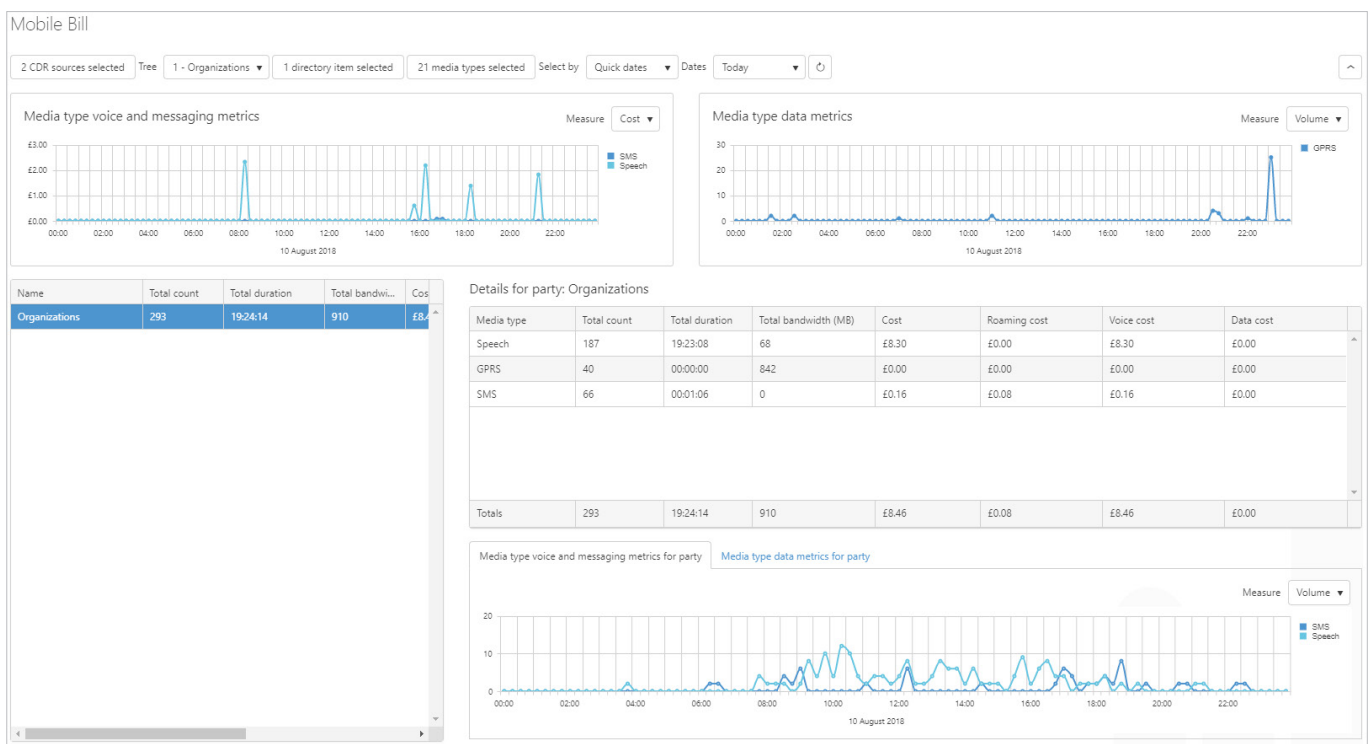 Mobile Bill
2 CDR sources selected Tree 1 - Organizations 1 directory item selected 21 media types selected Select by Quick dates Dates Today
Media type voice and messaging metrics Measure Cost
£3.00
£2.00
£1.00
£0.00
SMS
Speech
00:00 02:00 04:00 06:00 08:00 10:00 12:00 14:00 16:00 18:00 20:00 22:00
10 August 2018
Media type data metrics Measure Volume
30
20
10
0
GPRS
00:00 02:00 04:00 06:00 08:00 10:00 12:00 14:00 16:00 18:00 20:00 22:00 12:00
10 August 2018
Name Total count Total duration Total bandwi... Cos
Organizations 293 19:24:14 910 £8.4
Details for party: Organizations
Media type Total count Total duration Total bandwidth (MB) Cost Roaming cost Voice cost Data cost
Speech 187 19:23:08 68 £8.30 £0.00 £8.30 £0.00
GPRS 40 00:00:00 842 £0.00 £0.00 £0.00 £0.00
SMS 66 00:01:06 0 £0.16 £0.08 £0.16 £0.00
Totals 293 19:24:14 910 £8.46 £0.08 £8.46 £0.00
Media type voice and messaging metrics for party Media type data metrics for party
Measure Volume
20
10
0
SMS
Speech
00:00 02:00 04:00 06:00 08:00 10:00 12:00 14:00 16:00 18:00 20:00 22:00
10 August 2018